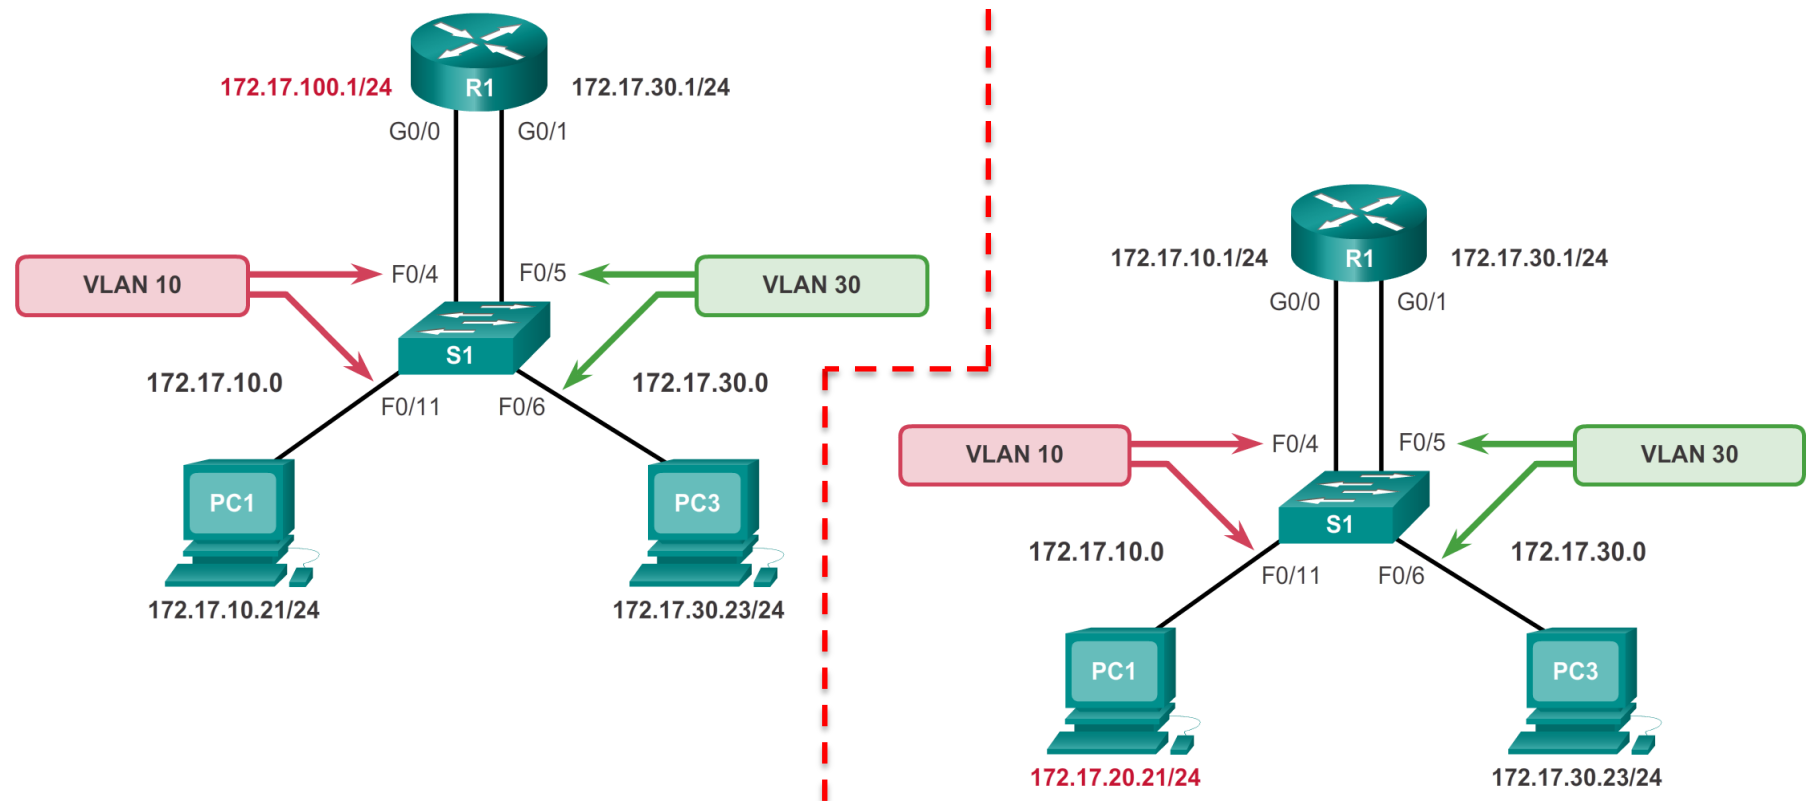 172.17.100.1/24
R1
172.17.30.1/24
G0/0
G0/1
VLAN 10
F0/4
F0/5
VLAN 30
S1
172.17.10.0
172.17.30.0
F0/11
F0/6
PC1
PC3
172.17.10.21/24
172.17.30.23/24
172.17.10.1/24
R1
172.17.30.1/24
G0/0
G0/1
VLAN 10
F0/4
F0/5
VLAN 30
S1
172.17.10.0
172.17.30.0
F0/11
F0/6
PC1
PC3
172.17.20.21/24
172.17.30.23/24